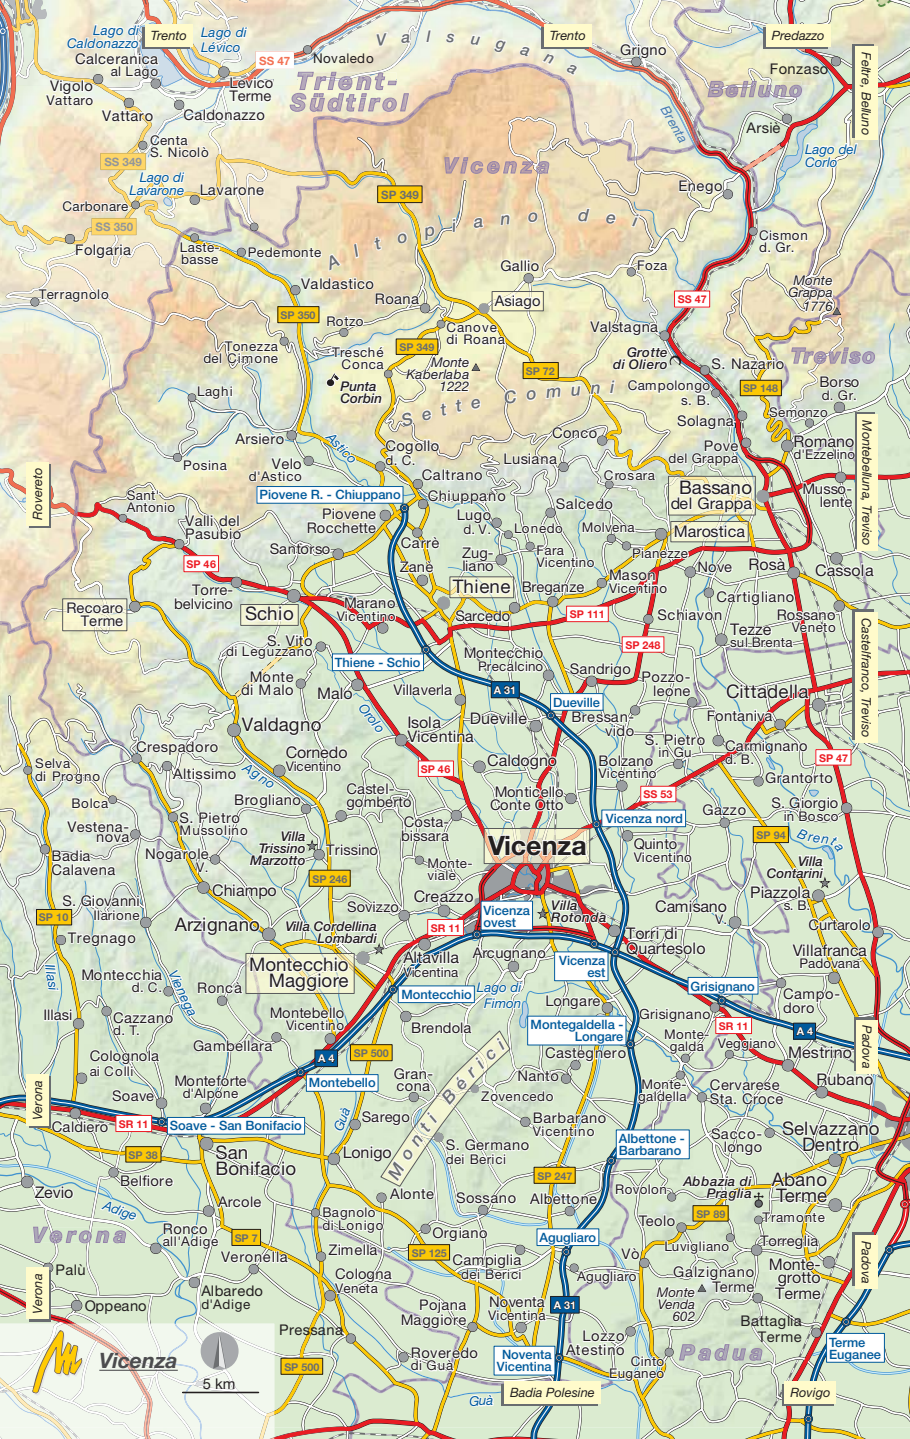 Lago di
Caldonazzo
Trento
Lago di
Lévico
Valsugana
Trento
Grigno
Predazzo
Calceranica
al Lago
SS 47
Novaledo
Fonzaso
Feltre, Belluno
Vigolo
Vattaro
Levico
Terme
Trient-
Südtirol
Belluno
Vattaro
Caldonazzo
Brenta
Arsiè
Centa
S. Nicolò
SS 349
Vicenza
Lago del
Corlo
Lago di
Lavarone
Lavarone
SP 349
Enego
Carbonare
SS 350
Altopiano dei
Cismon
d. Gr.
Folgaria
Laste-
basse
Pedemonte
Gallio
Foza
Terragnolo
Valdastico
Roana
Asiago
SS 47
Monte
Grappa
1776
SP 350
Rotzo
Canove
di Roana
Valstagna
Tonezza
del Cimone
Tresché
Conca
SP 349
Monte
Kaberlaba
1222
SP 72
Grotte
di Oliero
S. Nazario
Treviso
Punta
Corbin
Laghi
Sette Comuni
Campolongo
s. B.
SP 148
Borso
d. Gr.
Solagna
Semonzo
Arsiero
Astico
Cogollo
d. C.
Conco
Pove
del Grappa
Romano
d'Ezzelino
Montebelluna, Treviso
Posina
Velo
d'Astico
Caltrano
Lusiana
Crosara
Rovereto
Piovene R. - Chiuppano
Chiuppano
Bassano
del Grappa
Musso-
lente
Sant'
Antonio
Piovene
Rocchette
Lugo
d. V.
Salcedo
Lonedo
Molvena
Marostica
Valli del
Pasubio
Santorso
Carrè
Zug-
liano
Fara
Vicentino
Pianezze
SP 46
Zanè
Nove
Rosà
Cassola
Torre-
belvicino
Thiene
Breganze
Mason
Vicentino
Cartigliano
Recoaro
Terme
Schio
Marano
Vicentino
Sarcedo
SP 111
Schiavon
Rossano
Veneto
Castelfranco, Treviso
S. Vito
di Leguzzano
Thiene - Schio
Montecchio
Precalcino
SP 248
Tezze
sul Brenta
Monte
di Malo
Malo
Villaverla
A 31
Sandrigo
Pozzo-
leone
Cittadella
Orolo
Dueville
Valdagno
Isola
Vicentina
Dueville
Bressan-
vido
Fontaniva
Crespadoro
S. Pietro
in Gu
Carmignano
d. B.
Selva
di Progno
Altissimo
Agno
Cornedo
Vicentino
SP 46
Caldogno
Bolzano
Vicentino
SP 47
Grantorto
Bolca
Brogliano
Castel-
gomberto
Monticello
Conte Otto
SS 53
S. Giorgio
in Bosco
Vestena-
nova
S. Pietro
Mussolino
Costa-
bissara
Vicenza nord
Gazzo
SP 94
Brenta
Badia
Calavena
Nogarole
V.
Villa
Trissino
Marzotto
Trissino
Vicenza
Quinto
Vicentino
Villa
Contarini
Monte-
viale
Chiampo
SP 246
Creazzo
Piazzola
s. B.
S. Giovanni
Ilarione
SP 10
Sovizzo
Vicenza
ovest
Villa
Rotonda
Camisano
V.
Arzignano
Villa Cordellina
Lombardi
SR 11
Torri di
Quartesolo
Curtarolo
Tregnago
Altavilla
Vicentina
Arcugnano
Vicenza
est
Villafranca
Padovana
Illasi
Montecchia
d. C.
Vienega
Roncà
Montecchio
Maggiore
Montecchio
Lago di
Fimon
Longare
Grisignano
Campo-
doro
Illasi
Cazzano
d. T.
Montebello
Vicentino
Brendola
Montegaldella -
Longare
Grisignano
SR 11
A 4
Padova
Gambellara
A 4
SP 500
Castegnero
Monte-
galda
Veggiano
Mestrino
Colognola
ai Colli
Montebello
Gran-
cona
Monti Bérici
Nanto
Monte-
galdella
Rubano
Verona
Soave
Monteforte
d'Alpone
Zovencedo
Cervarese
Sta. Croce
Caldiero
SR 11
Soave - San Bonifacio
Guà
Sarego
Barbarano
Vicentino
Albettone -
Barbarano
Sacco-
longo
Selvazzano
Dentro
SP 38
San
Bonifacio
Lonigo
S. Germano
dei Berici
Zevio
Belfiore
SP 247
Rovolon
Abbazia di
Praglia
Abano
Terme
Adige
Arcole
Alonte
Sossano
Albettone
SP 89
Verona
Ronco
all'Adige
SP 7
Bagnolo
di Lonigo
Orgiano
Agugliaro
Teolo
Tramonte
Veronella
Zimella
SP 125
Campiglia
dei Berici
Vò
Luvigliano
Torreglia
Palù
Albaredo
d'Adige
Cologna
Veneta
Agugliaro
Galzignano
Terme
Monte-
grotto
Terme
Padova
Verona
Oppeano
Pojana
Maggiore
Noventa
Vicentina
A 31
Monte
Venda
602
Pressana
Battaglia
Terme
Vicenza
Roveredo
di Guà
Noventa
Vicentina
Lozzo
Atestino
Padua
Terme
Euganee
5 km
SP 500
Cinto
Euganeo
Guà
Badia Polesine
Rovigo